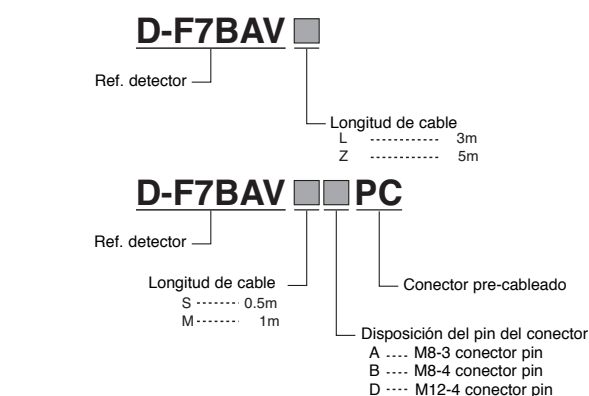 D-F7BAV
Ref. detector
Longitud de cable
L ------------ 3m
Z ------------ 5m
D-F7BAV PC
Ref. detector
Longitud de cable
S ------- 0.5m
M ------- 1m
Conector pre-cableado
Disposición del pin del conector
A ---- M8-3 conector pin
B ---- M8-4 conector pin
D ---- M12-4 conector pin